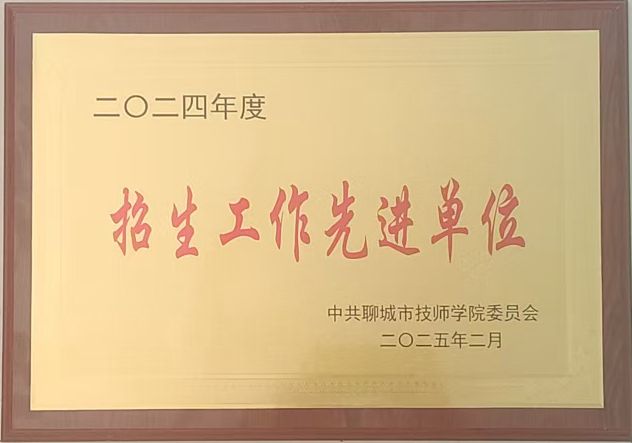 二〇二四年度
招生工作先进单位
中共聊城市技师学院委员会
二〇二五年二月